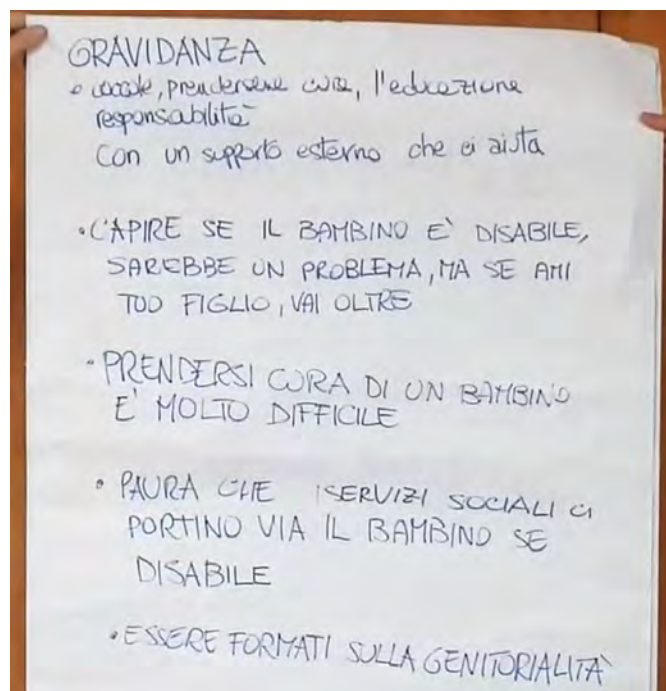 GRAVIDANZA
prendersene cura, l'educazione
responsabilità
Con un supporto esterno che ci aiuta
• CAPIRE SE IL BAMBINO E' DISABILE,
SAREBBE UN PROBLEMA, MA SE AMI
TUO FIGLIO, VAI OLTRE
• PRENDERSI CURA DI UN BAMBINO
E' MOLTO DIFFICILE
• PAURA CHE I SERVIZI SOCIALI CI
PORTINO VIA IL BAMBINO SE
DISABILE
• ESSERE FORMATI SULLA GENITORIALITA'